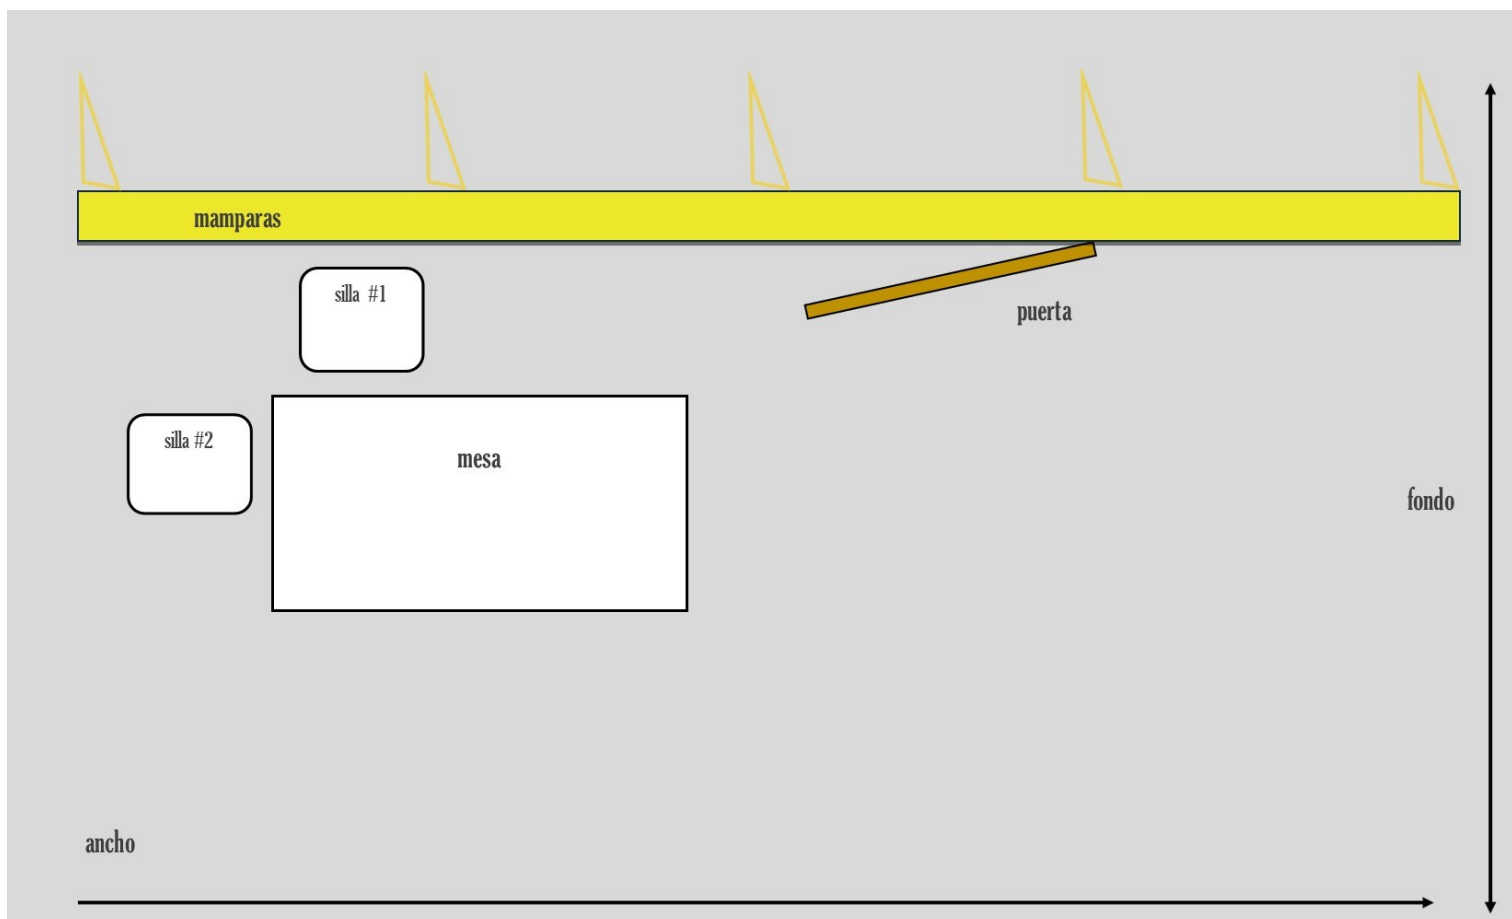 mamparas
silla #1
puerta
silla #2
mesa
fondo
ancho